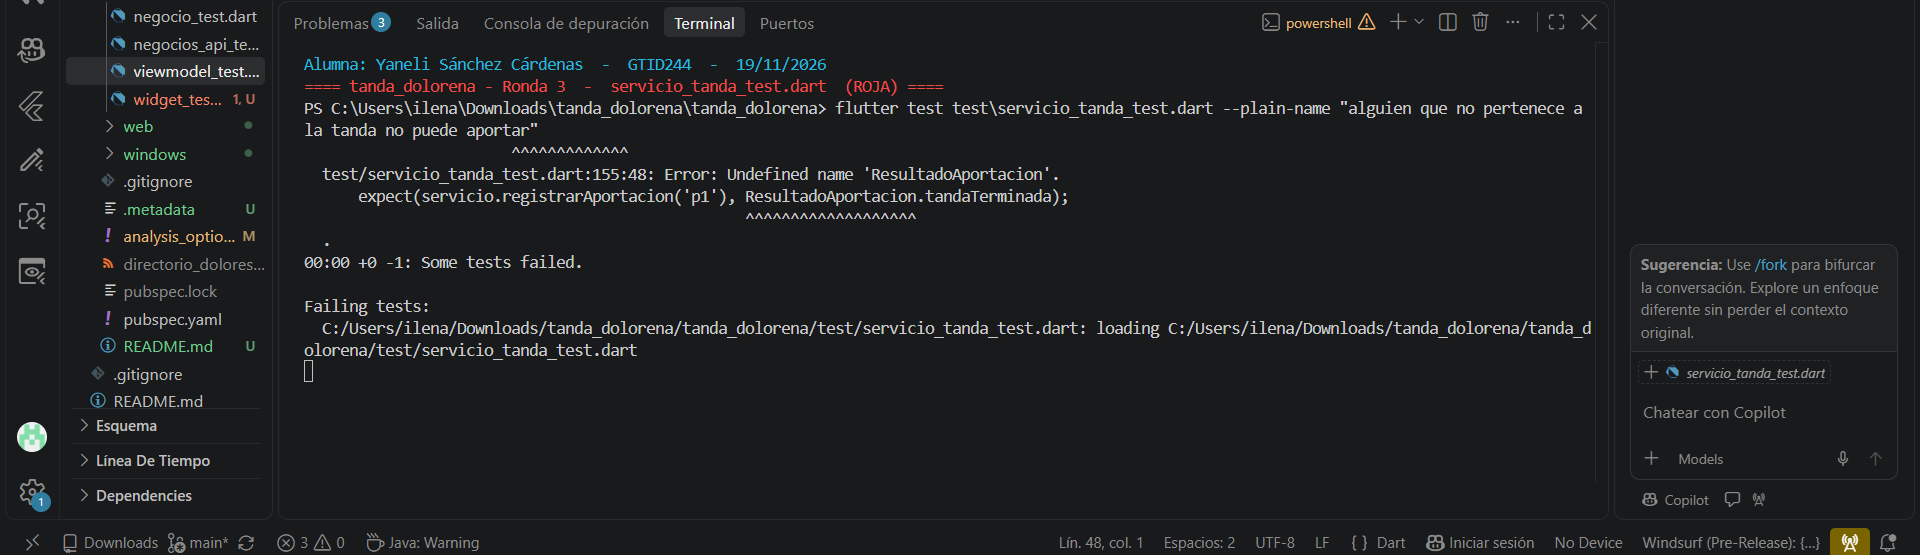 negocio_test.dart
negocios_api_te...
viewmodel_test....
widget_tes... 1, U
web
windows
.gitignore
.metadata U
analysis_optio... M
directorio_dolores...
pubspec.lock
pubspec.yaml
README.md U
.gitignore
README.md
Esquema
Línea De Tiempo
Dependencies
1
Problemas 3 Salida Consola de depuración Terminal Puertos
powershell
Alumna: Yaneli Sánchez Cárdenas - GTID244 - 19/11/2026
==== tanda_dolorena - Ronda 3 - servicio_tanda_test.dart (ROJA) ====
PS C:\Users\ilena\Downloads\tanda_dolorena\tanda_dolorena> flutter test test\servicio_tanda_test.dart --plain-name "alguien que no pertenece a
la tanda no puede aportar"
^^^^^^^^^^^^^
test/servicio_tanda_test.dart:155:48: Error: Undefined name 'ResultadoAportacion'.
expect(servicio.registrarAportacion('p1'), ResultadoAportacion.tandaTerminada);
^^^^^^^^^^^^^^^^^^^
.
00:00 +0 -1: Some tests failed.
Failing tests:
C:/Users/ilena/Downloads/tanda_dolorena/tanda_dolorena/test/servicio_tanda_test.dart: loading C:/Users/ilena/Downloads/tanda_dolorena/tanda_d
olorena/test/servicio_tanda_test.dart
Sugerencia: Use /fork para bifurcar
la conversación. Explore un enfoque
diferente sin perder el contexto
original.
servicio_tanda_test.dart
Chatear con Copilot
Models
Copilot
Downloads main* 3 0 Java: Warning Lín. 48, col. 1 Espacios: 2 UTF-8 LF { } Dart Iniciar sesión No Device Windsurf (Pre-Release): {...}